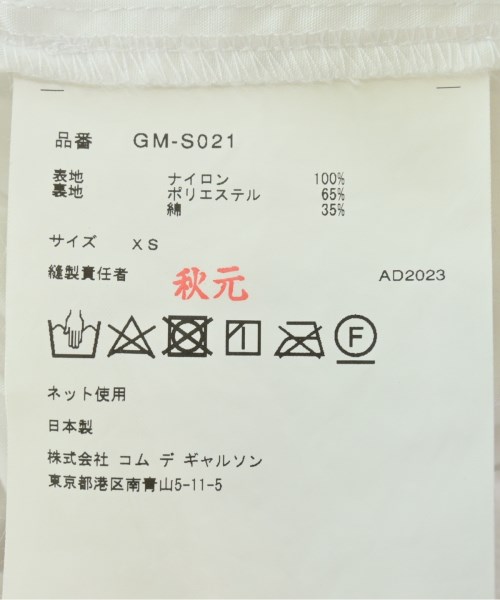 品番 GM-S021
表地 ナイロン 100%
裏地 ポリエステル 65%
綿 35%
サイズ XS
縫製責任者 秋元 AD2023
F
ネット使用
日本製
株式会社 コム デ ギャルソン
東京都港区南青山5-11-5